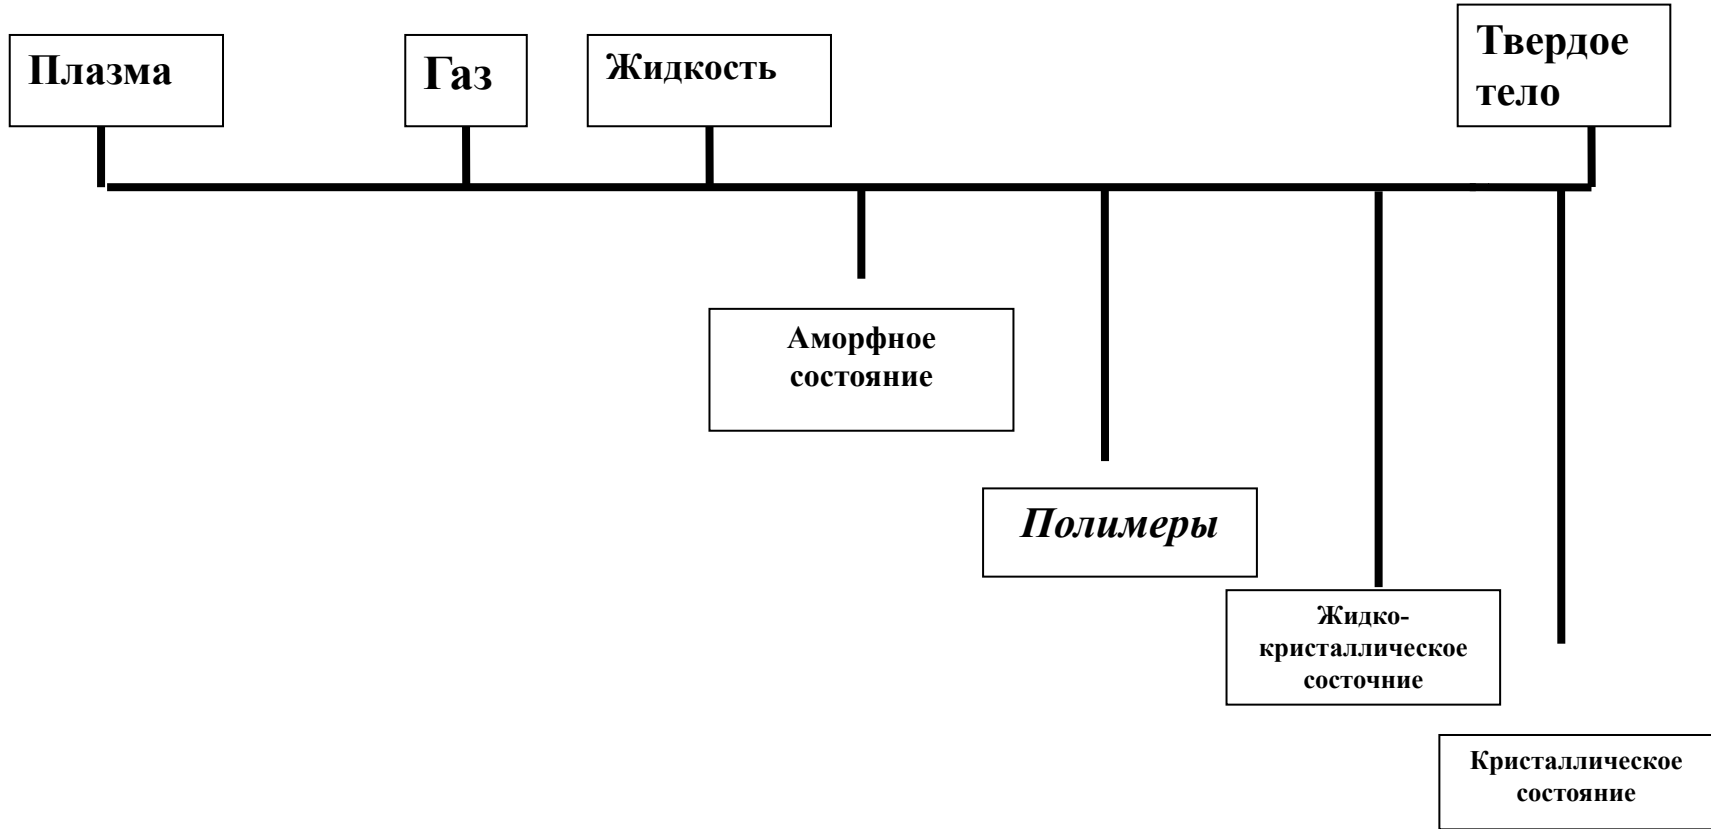 Плазма
Газ
Жидкость
Твердое
тело
Аморфное
состояние
Полимеры
Жидко-
кристаллическое
состочние
Кристаллическое
состояние